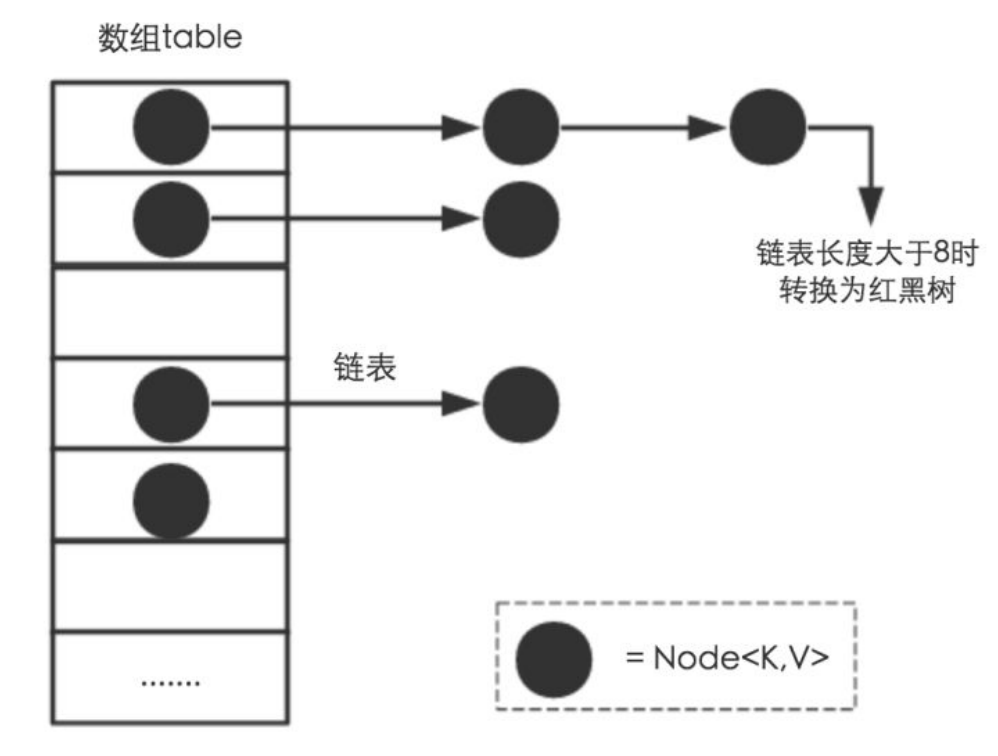 数组table
链表长度大于8时
转换为红黑树
链表
.......
= Node<K,V>